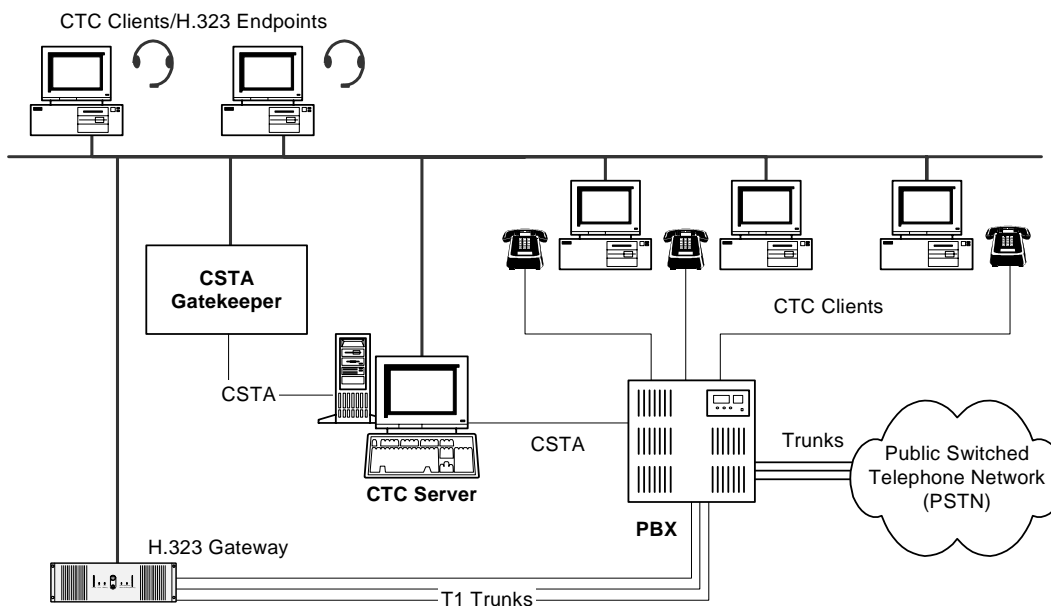 CTC Clients/H.323 Endpoints
CSTA
Gatekeeper
CTC Clients
CSTA
CTC Server
CSTA
PBX
Trunks
Public Switched
Telephone Network
(PSTN)
H.323 Gateway
T1 Trunks